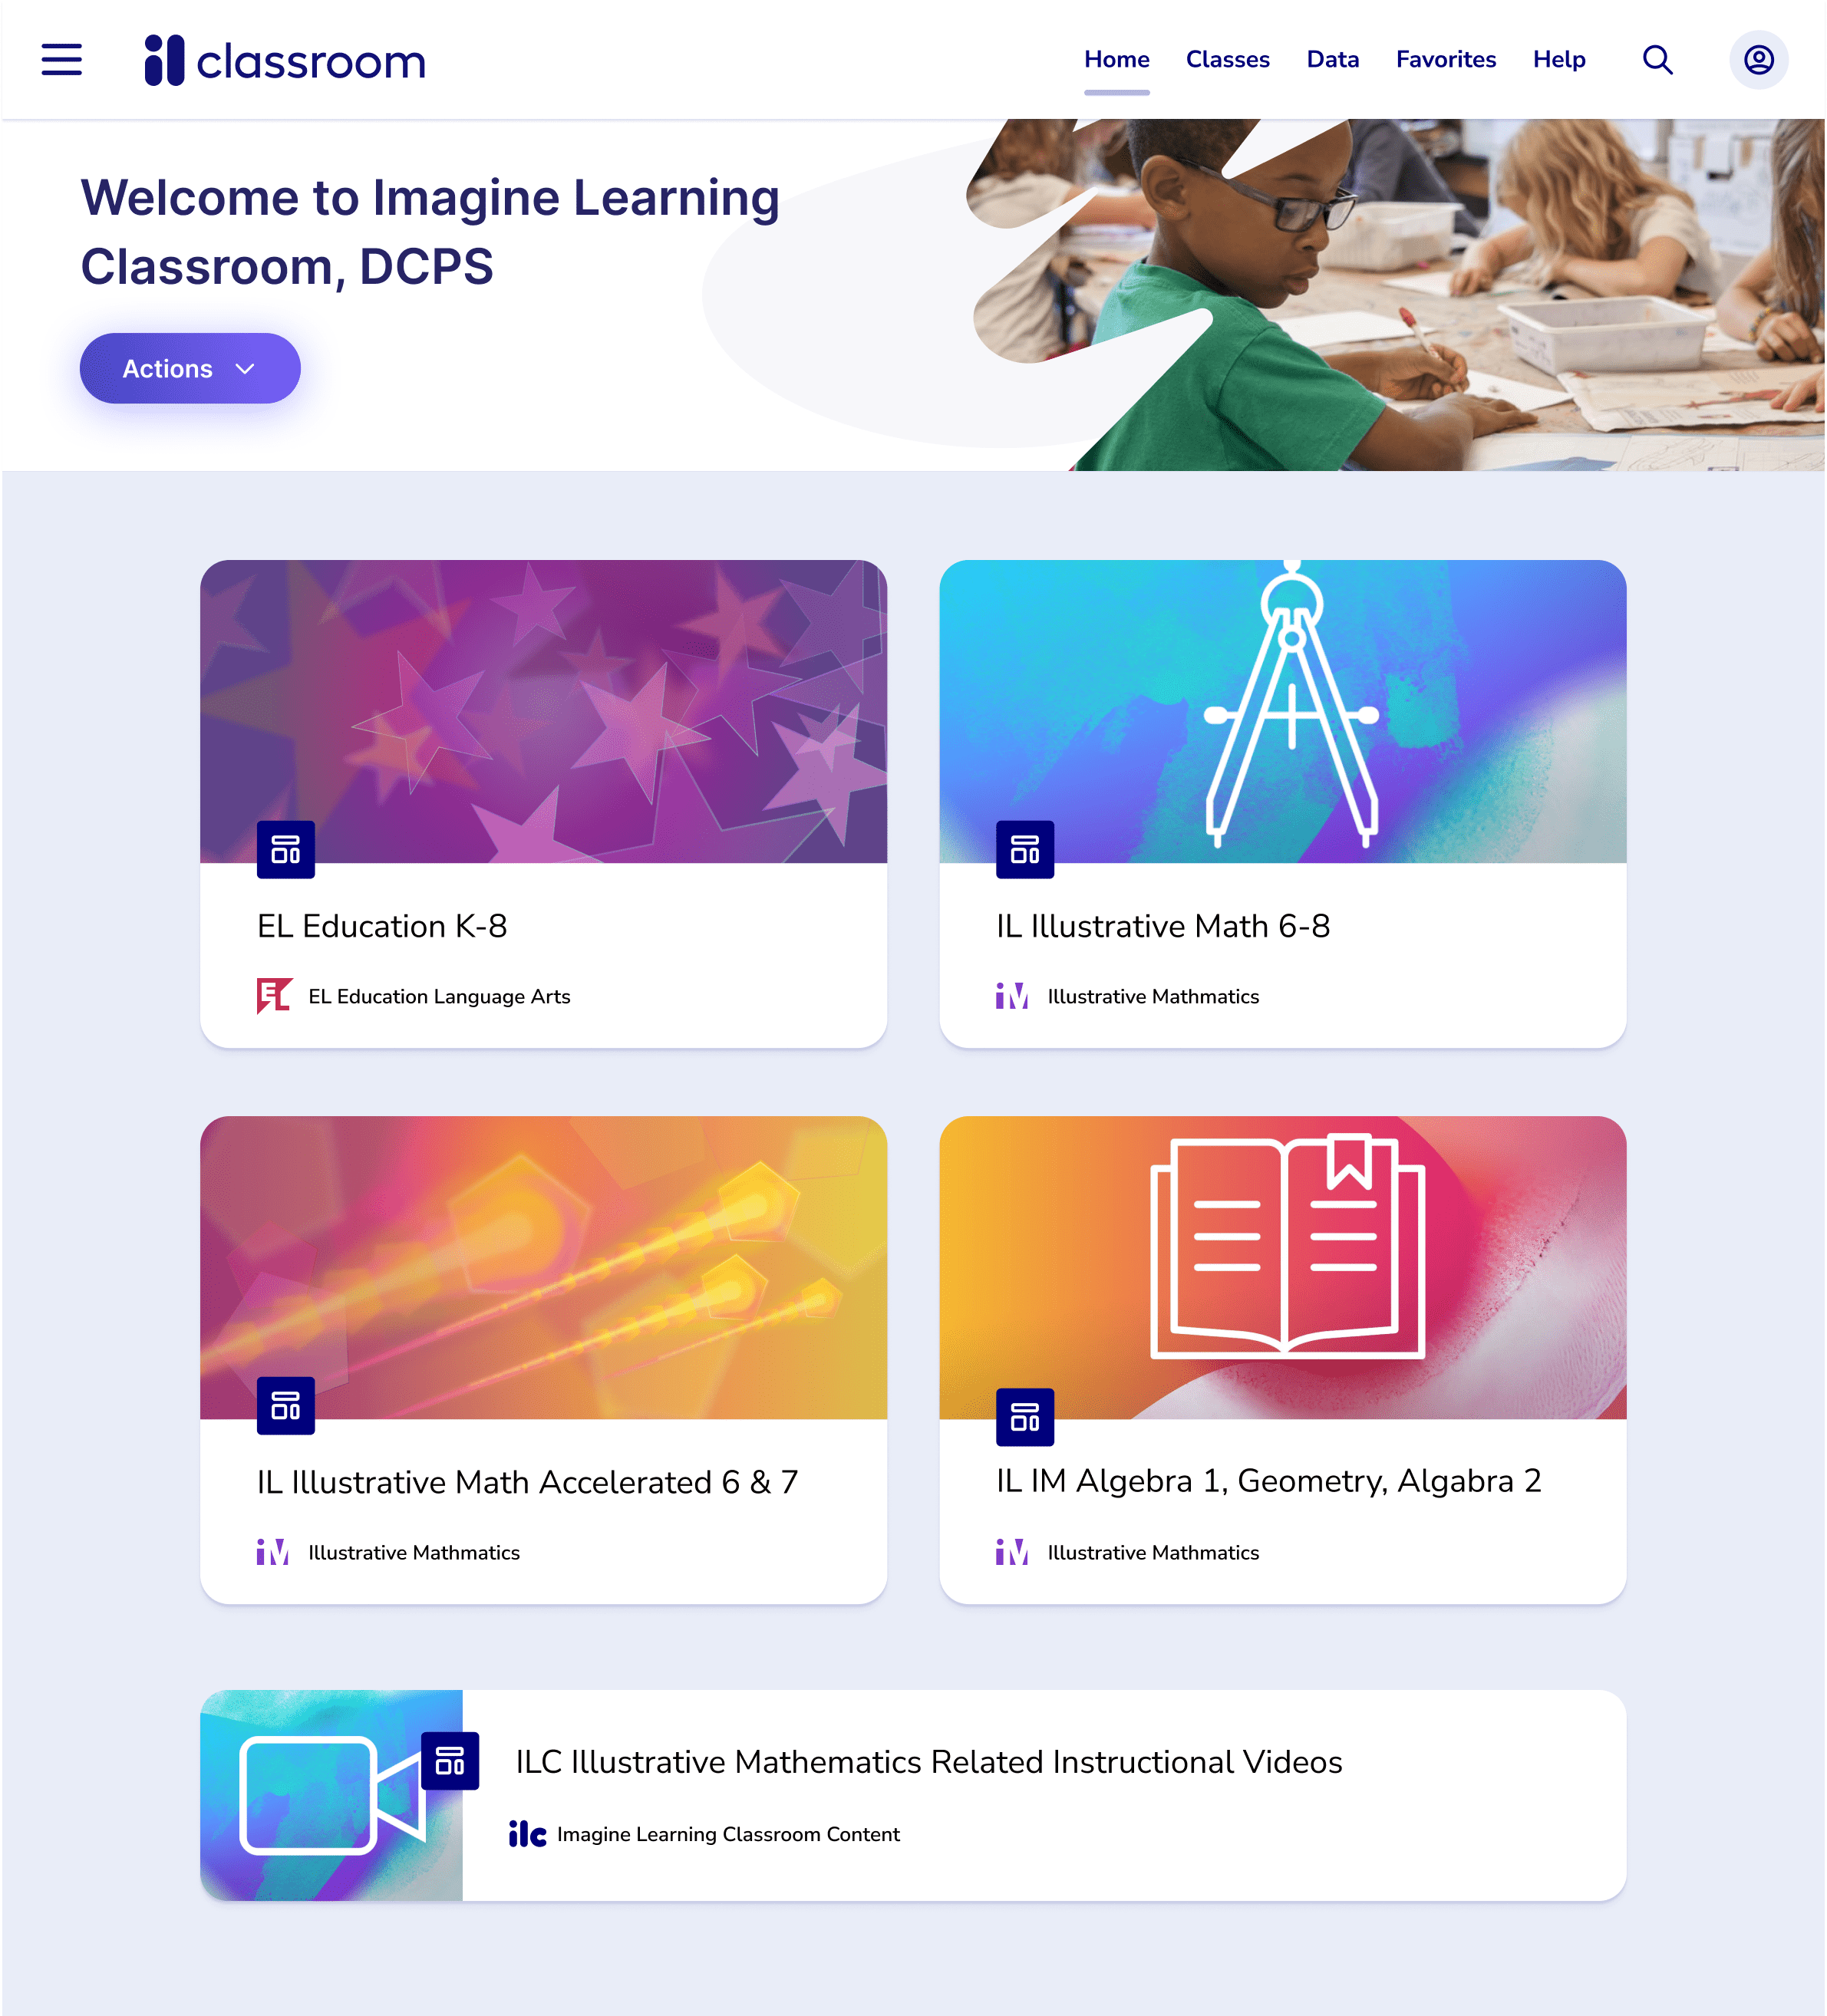 il classroom
Home Classes Data Favorites Help
Welcome to Imagine Learning
Classroom, DCPS
Actions
EL Education K-8
EL EL Education Language Arts
IL Illustrative Math 6-8
iM Illustrative Mathmatics
IL Illustrative Math Accelerated 6 & 7
iM Illustrative Mathmatics
IL IM Algebra 1, Geometry, Algabra 2
iM Illustrative Mathmatics
ILC Illustrative Mathematics Related Instructional Videos
ilc Imagine Learning Classroom Content